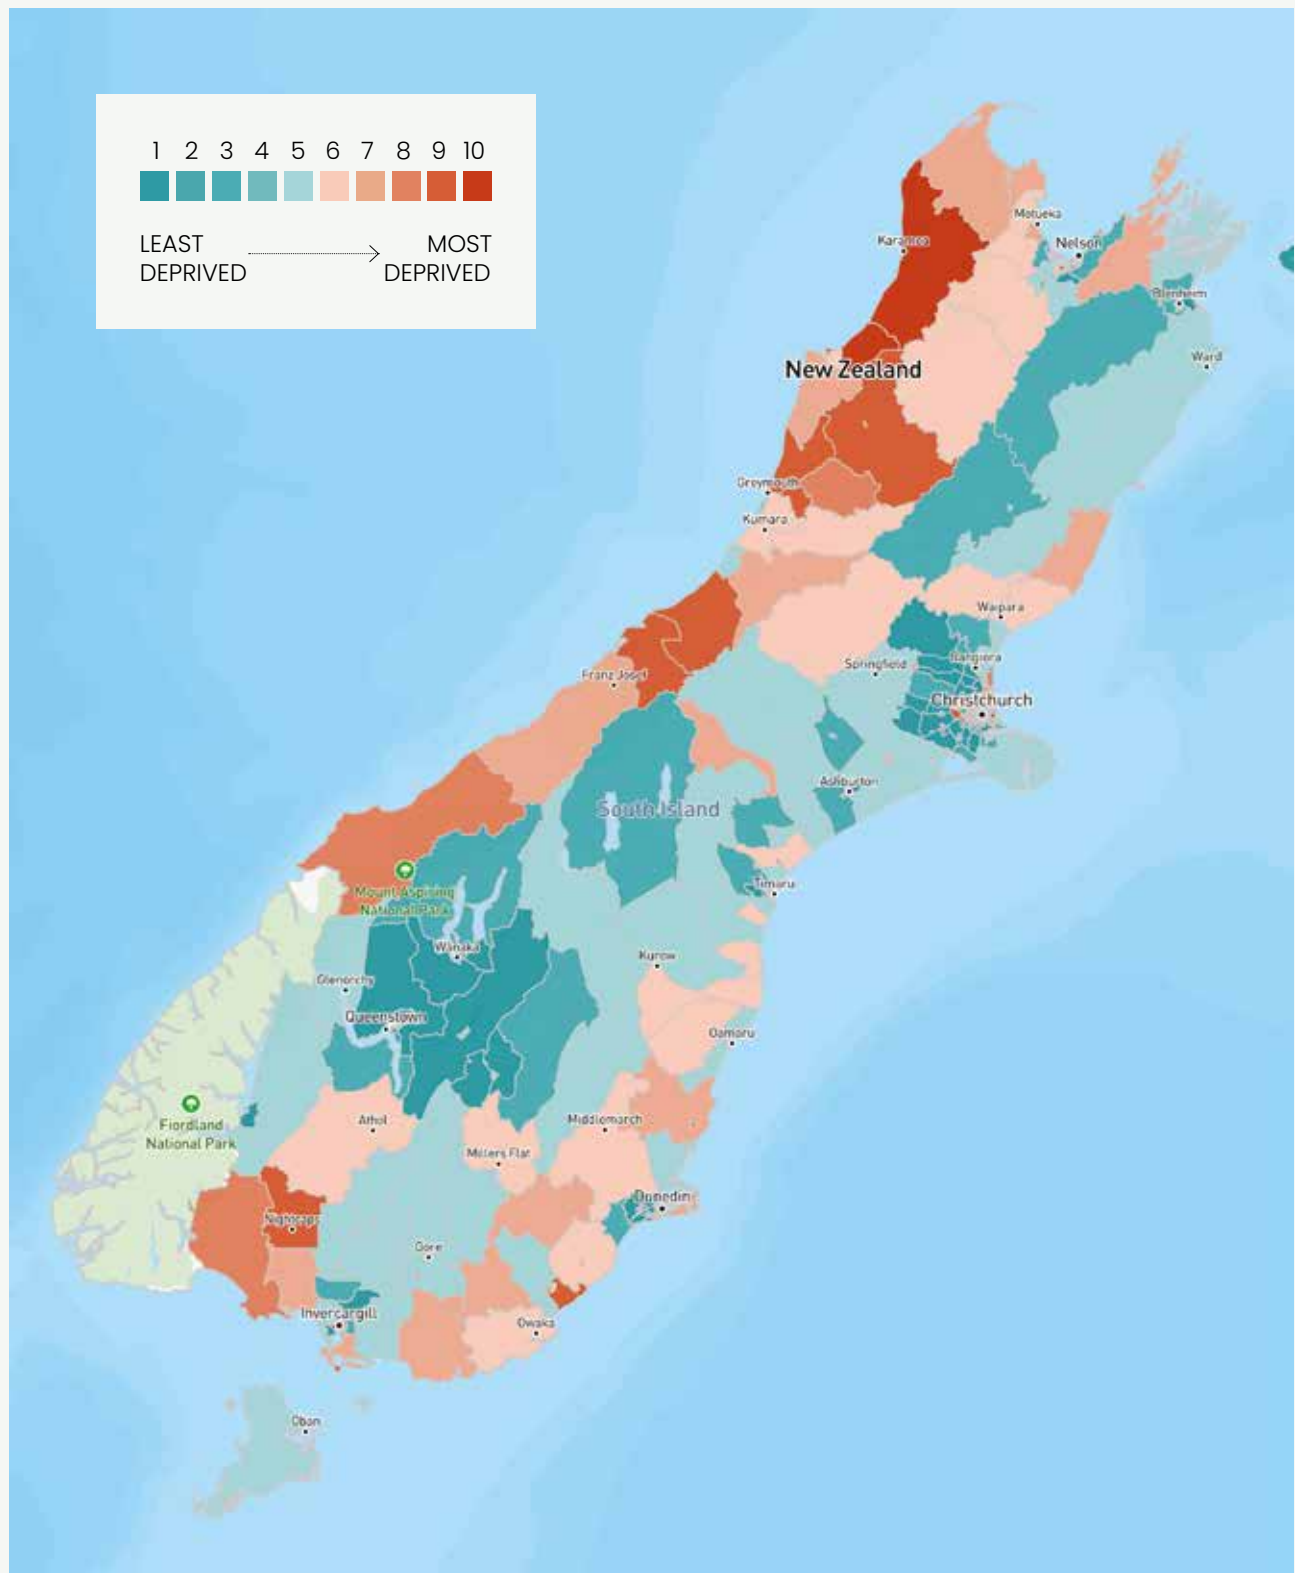 1 2 3 4 5 6 7 8 9 10
LEAST DEPRIVED
MOST DEPRIVED
Motueka
Karamea
Nelson
Blenheim
Ward
New Zealand
Greymouth
Kumara
Waipara
Rangiora
Springfield
Franz Josef
Christchurch
Ashburton
South Island
Timaru
Mount Aspiring
National Park
Wānaka
Kurow
Glenorchy
Queenstown
Oamaru
Fiordland
National Park
Athol
Middlemarch
Millers Flat
Dunedin
Nightcaps
Gore
Invercargill
Owaka
Oban